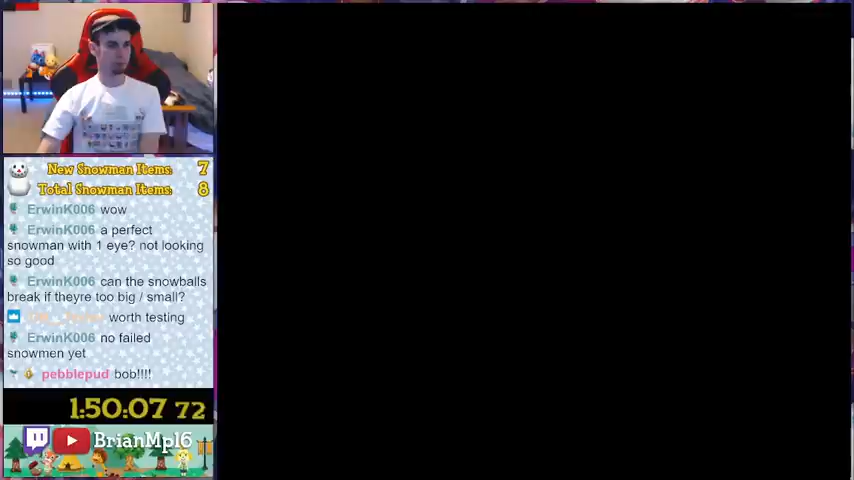 New Snowman Items: 7
Total Snowman Items: 8
ErwinK006 wow
ErwinK006 a perfect
snowman with 1 eye? not looking
so good
ErwinK006 can the snowballs
break if theyre too big / small?
worth testing
ErwinK006 no failed
snowmen yet
pebblepud bob!!!!
1:50:07 72
BrianMp16